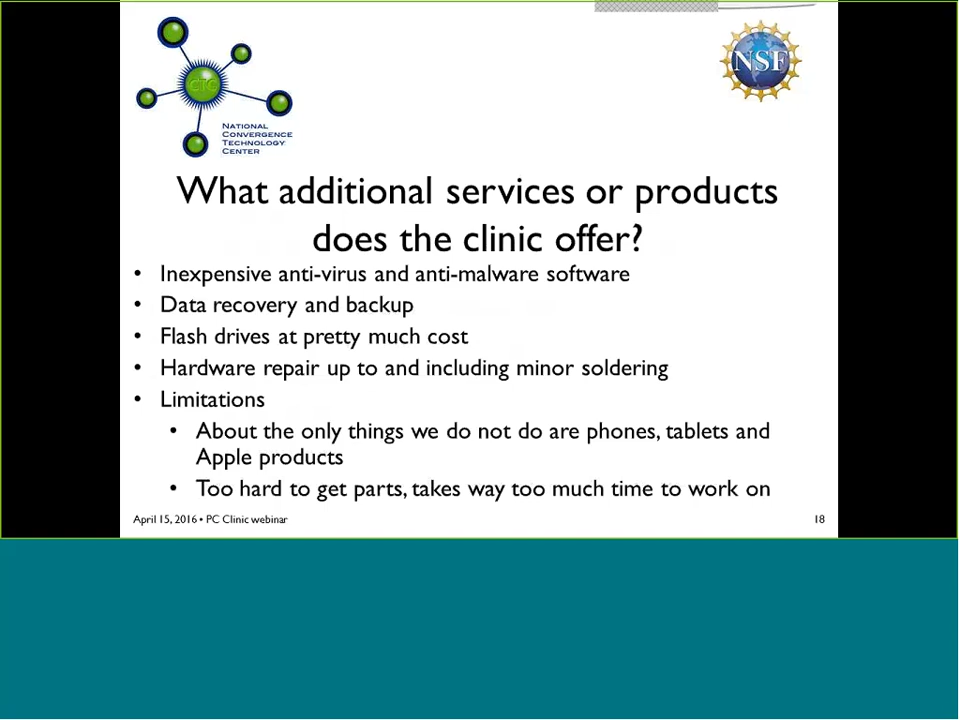 CTC
NATIONAL
CONVERGENCE
TECHNOLOGY
CENTER
NSF
What additional services or products
does the clinic offer?
• Inexpensive anti-virus and anti-malware software
• Data recovery and backup
• Flash drives at pretty much cost
• Hardware repair up to and including minor soldering
• Limitations
• About the only things we do not do are phones, tablets and
Apple products
• Too hard to get parts, takes way too much time to work on
April 15, 2016 • PC Clinic webinar
18